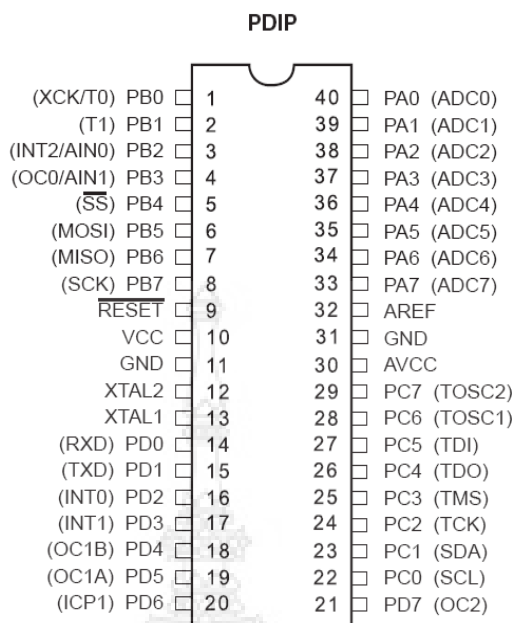 PDIP
(XCK/T0) PB0 1 40 PA0 (ADC0)
(T1) PB1 2 39 PA1 (ADC1)
(INT2/AIN0) PB2 3 38 PA2 (ADC2)
(OC0/AIN1) PB3 4 37 PA3 (ADC3)
(SS) PB4 5 36 PA4 (ADC4)
(MOSI) PB5 6 35 PA5 (ADC5)
(MISO) PB6 7 34 PA6 (ADC6)
(SCK) PB7 8 33 PA7 (ADC7)
RESET 9 32 AREF
VCC 10 31 GND
GND 11 30 AVCC
XTAL2 12 29 PC7 (TOSC2)
XTAL1 13 28 PC6 (TOSC1)
(RXD) PD0 14 27 PC5 (TDI)
(TXD) PD1 15 26 PC4 (TDO)
(INT0) PD2 16 25 PC3 (TMS)
(INT1) PD3 17 24 PC2 (TCK)
(OC1B) PD4 18 23 PC1 (SDA)
(OC1A) PD5 19 22 PC0 (SCL)
(ICP1) PD6 20 21 PD7 (OC2)